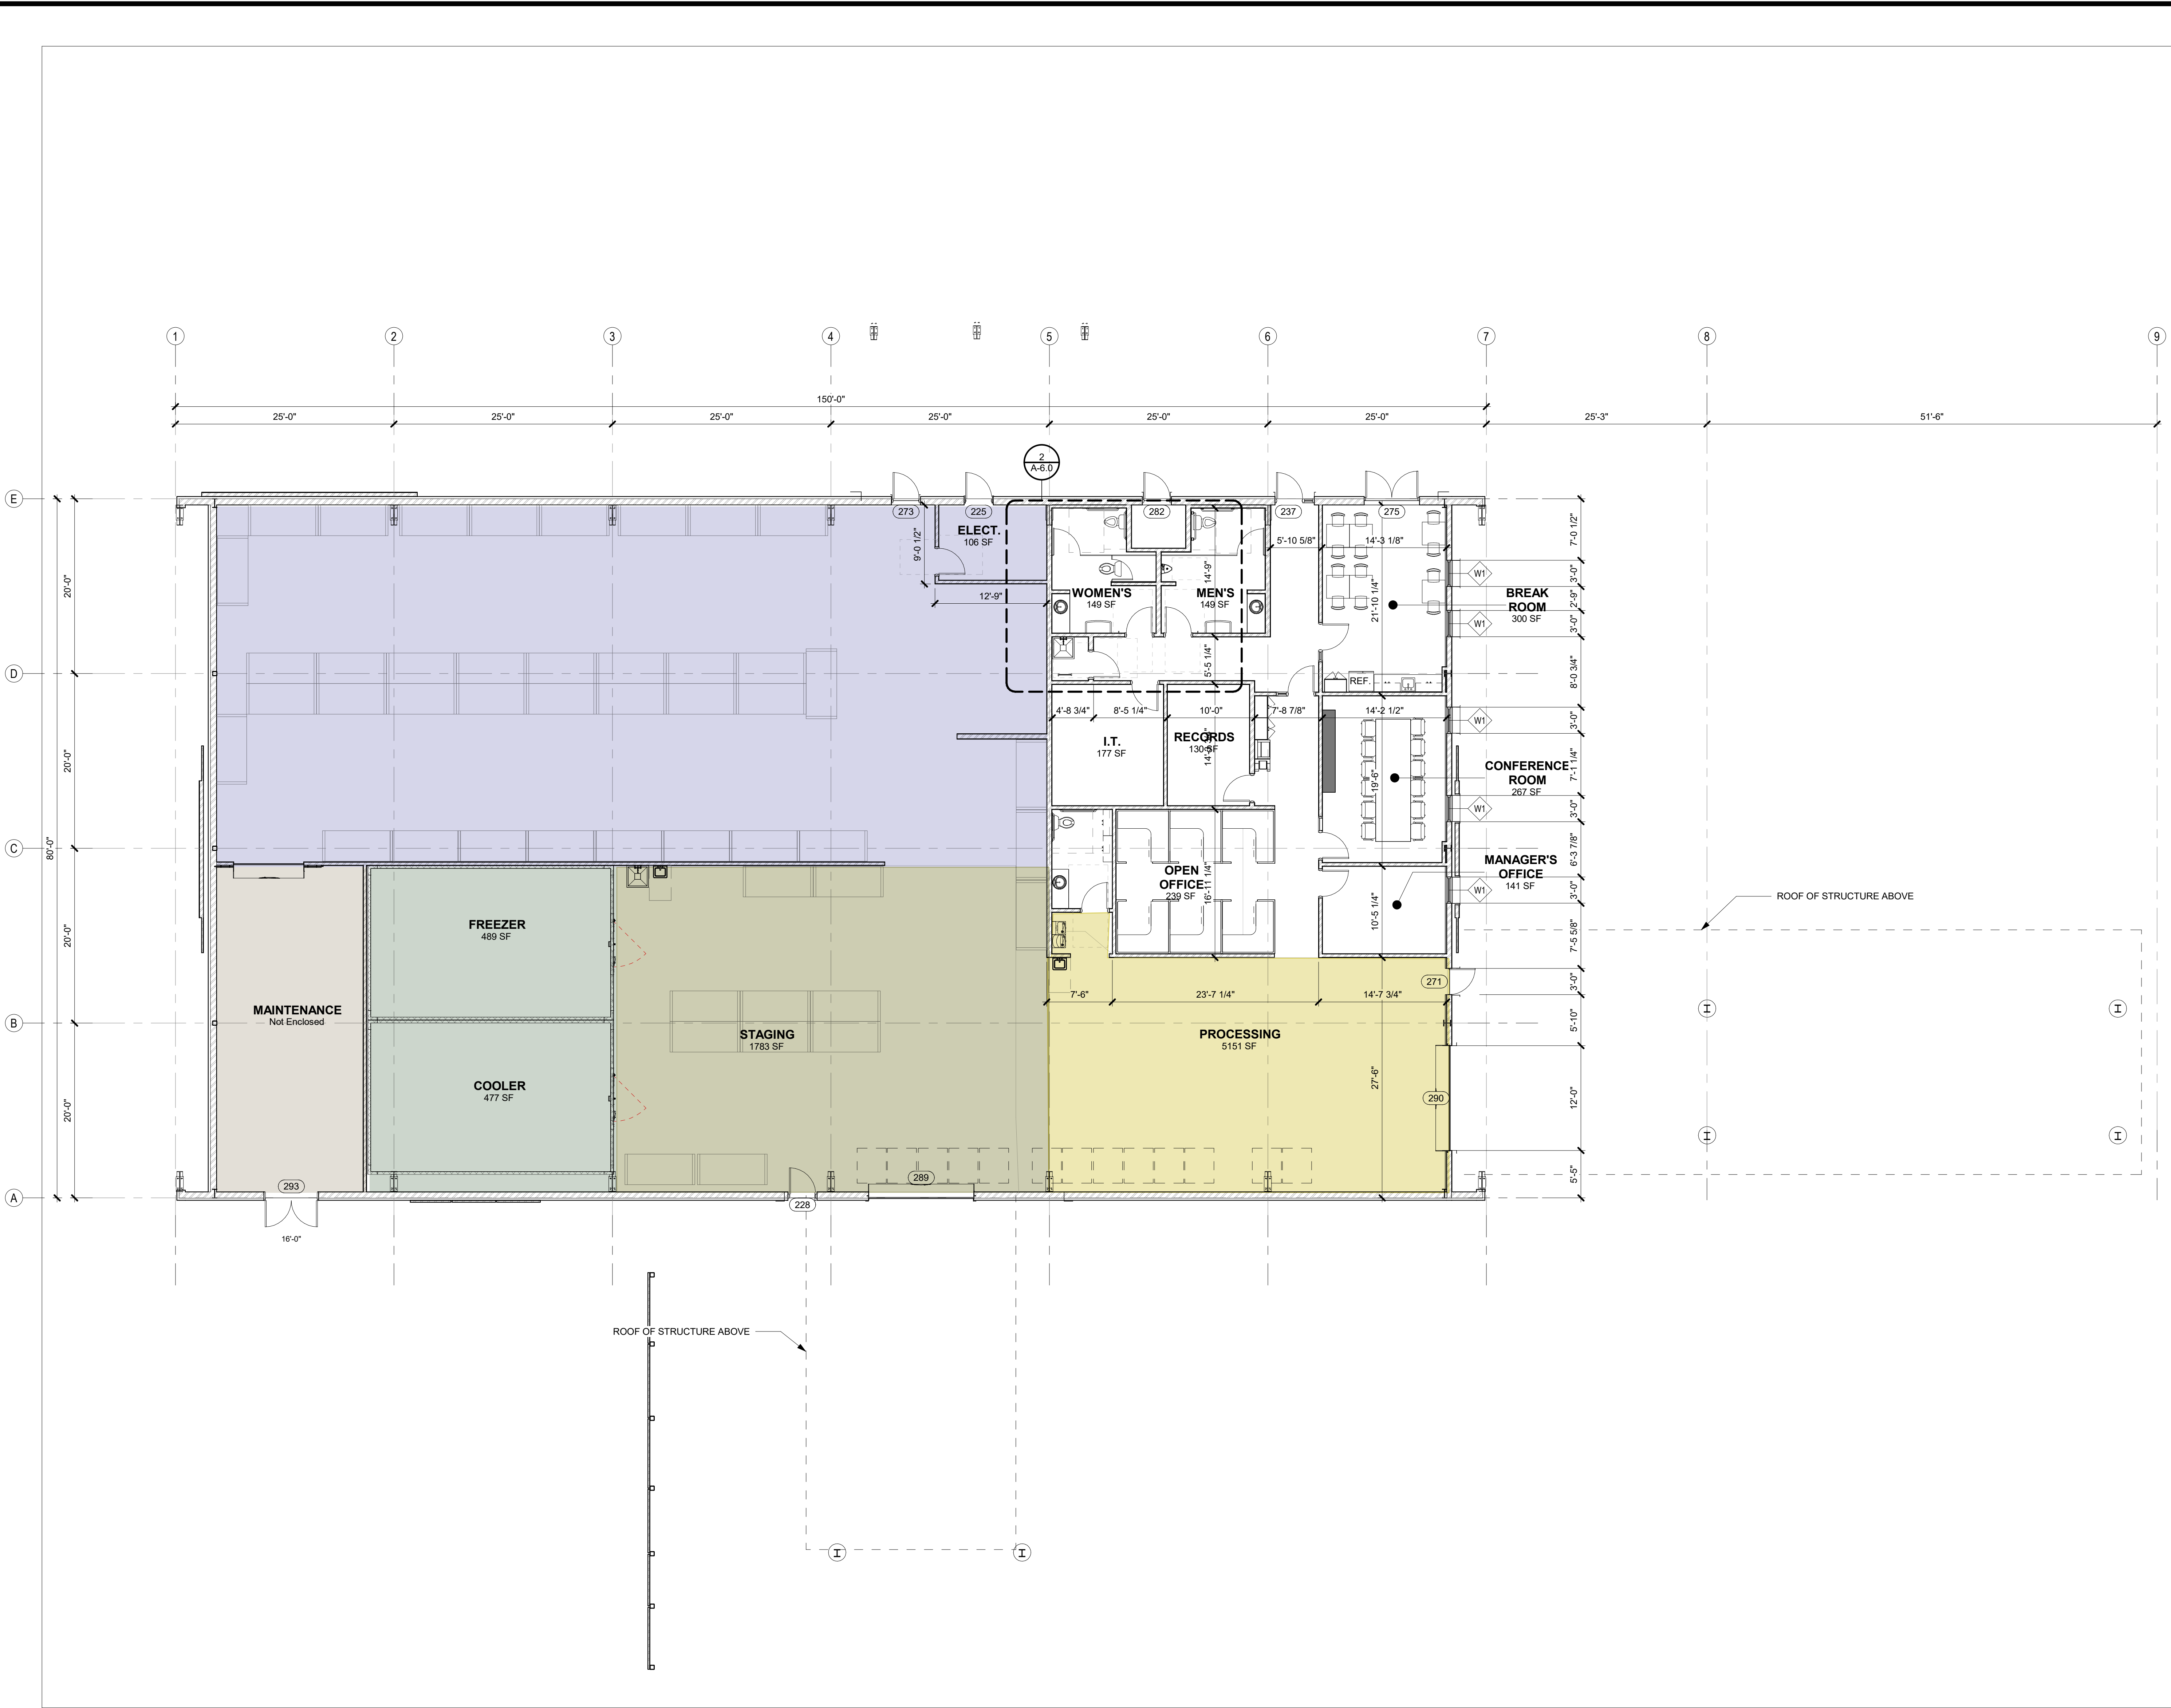 1
2
3
4
5
6
7
8
9
150'-0"
25'-0"
25'-0"
25'-0"
25'-0"
25'-0"
25'-0"
25'-3"
51'-6"
2
A-6.0
E
D
C
B
A
80'-0"
20'-0"
20'-0"
20'-0"
20'-0"
273
225
282
237
275
ELECT.
106 SF
9'-0 1/2"
12'-9"
5'-10 5/8"
14'-3 1/8"
WOMEN'S
149 SF
MEN'S
149 SF
14'-9"
5'-5 1/4"
21'-10 1/4"
REF.
BREAK
ROOM
300 SF
W1
W1
W1
W1
W1
7'-0 1/2"
3'-0"
2'-9"
3'-0"
8'-0 3/4"
3'-0"
7'-1 1/4"
3'-0"
6'-3 7/8"
3'-0"
7'-5 5/8"
3'-0"
5'-10"
12'-0"
5'-5"
4'-8 3/4"
8'-5 1/4"
10'-0"
7'-8 7/8"
14'-2 1/2"
I.T.
177 SF
RECORDS
130 SF
19'-6"
CONFERENCE
ROOM
267 SF
OPEN
OFFICE
239 SF
16'-11 1/4"
MANAGER'S
OFFICE
141 SF
10'-5 1/4"
ROOF OF STRUCTURE ABOVE
FREEZER
489 SF
MAINTENANCE
Not Enclosed
COOLER
477 SF
STAGING
1783 SF
7'-6"
23'-7 1/4"
14'-7 3/4"
PROCESSING
5151 SF
27'-6"
271
290
293
289
228
16'-0"
ROOF OF STRUCTURE ABOVE